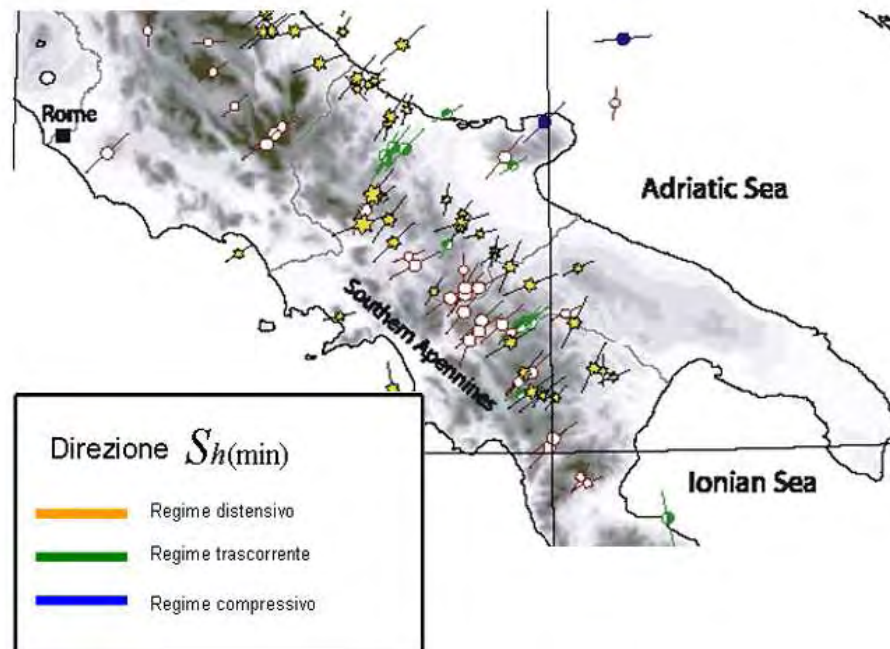 Rome
Adriatic Sea
Southern Apennines
Ionian Sea
Direzione Sh(min)
Regime distensivo
Regime trascorrente
Regime compressivo